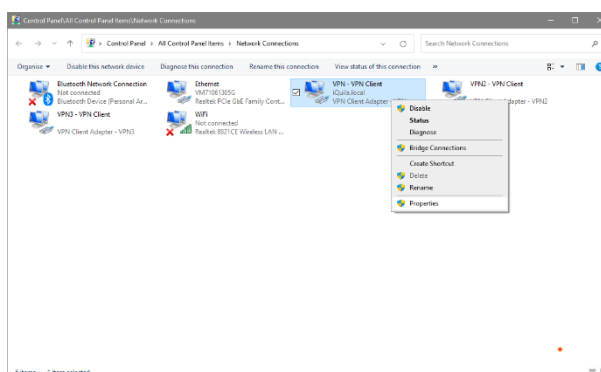 Control Panel\All Control Panel Items\Network Connections
Control Panel > All Control Panel Items > Network Connections
Search Network Connections
Organise Disable this network device Diagnose this connection Rename this connection View status of this connection »
Bluetooth Network Connection
Not connected
Bluetooth Device (Personal Ar...
Ethernet
Realtek PCIe GbE Family Cont...
VPN - VPN Client
iQuila.local
VPN Client Adapter - VPN
VPN2 - VPN Client
Adapter - VPN2
VPN3 - VPN Client
VPN Client Adapter - VPN3
WiFi
Not connected
Realtek 8821CE Wireless LAN ...
Disable
Status
Diagnose
Bridge Connections
Create Shortcut
Delete
Rename
Properties
1 item selected